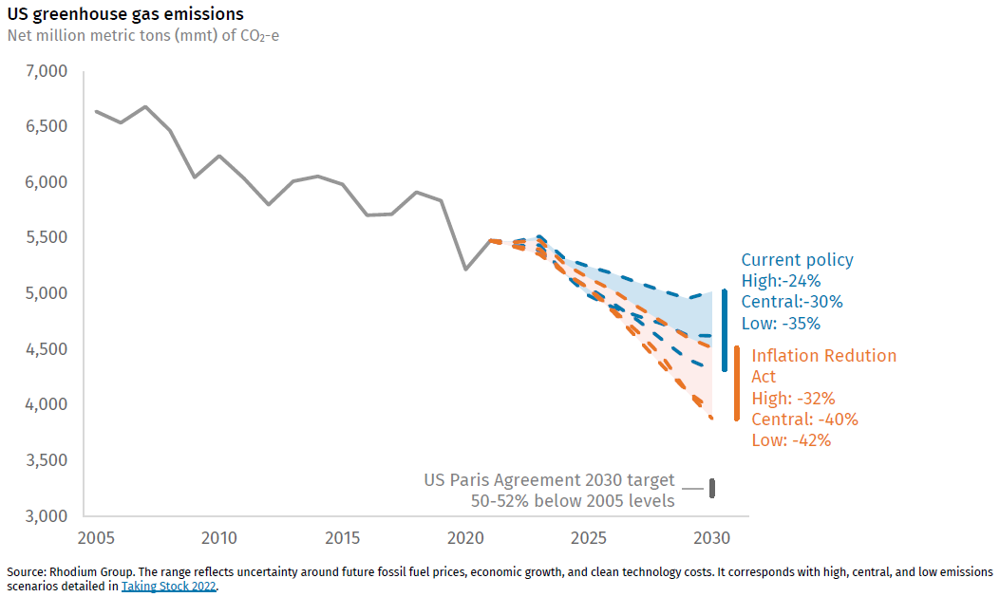 US greenhouse gas emissions
Net million metric tons (mmt) of CO₂-e
7,000
6,500
6,000
5,500
5,000
4,500
4,000
3,500
3,000
2005
2010
2015
2020
2025
2030
Current policy
High:-24%
Central:-30%
Low: -35%
Inflation Redution
Act
High: -32%
Central: -40%
Low: -42%
US Paris Agreement 2030 target
50-52% below 2005 levels
Source: Rhodium Group. The range reflects uncertainty around future fossil fuel prices, economic growth, and clean technology costs. It corresponds with high, central, and low emissions
scenarios detailed in Taking Stock 2022.